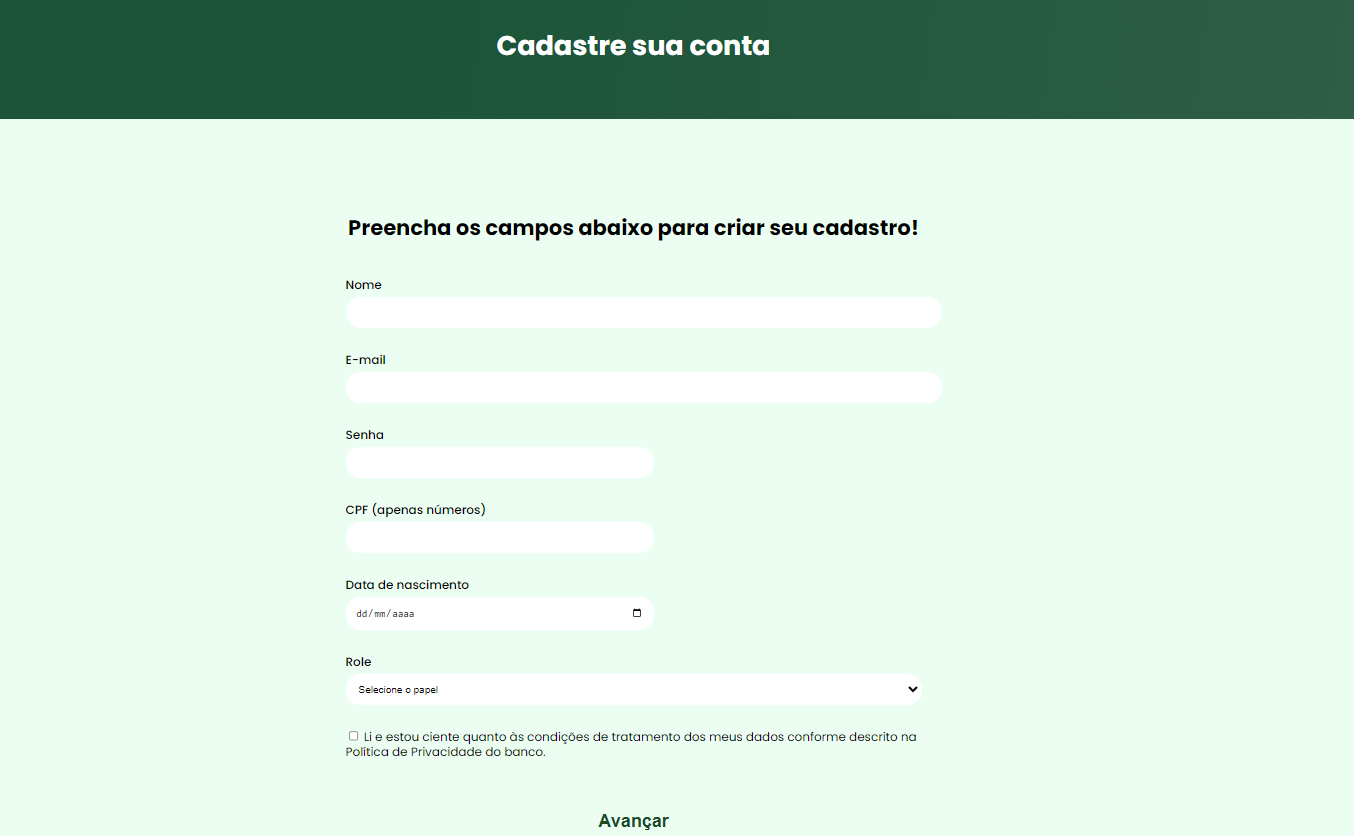 Cadastre sua conta
Preencha os campos abaixo para criar seu cadastro!
Nome
E-mail
Senha
CPF (apenas números)
Data de nascimento
dd/mm/aaaa
Role
Selecione o papel
Li e estou ciente quanto às condições de tratamento dos meus dados conforme descrito na
Política de Privacidade do banco.
Avançar